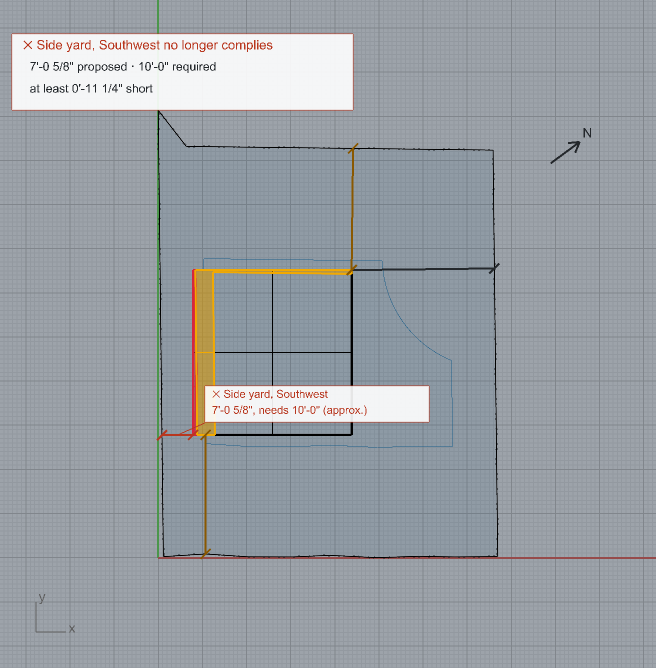 × Side yard, Southwest no longer complies
7'-0 5/8" proposed · 10'-0" required
at least 0'-11 1/4" short
N
× Side yard, Southwest
7'-0 5/8", needs 10'-0" (approx.)
y
x